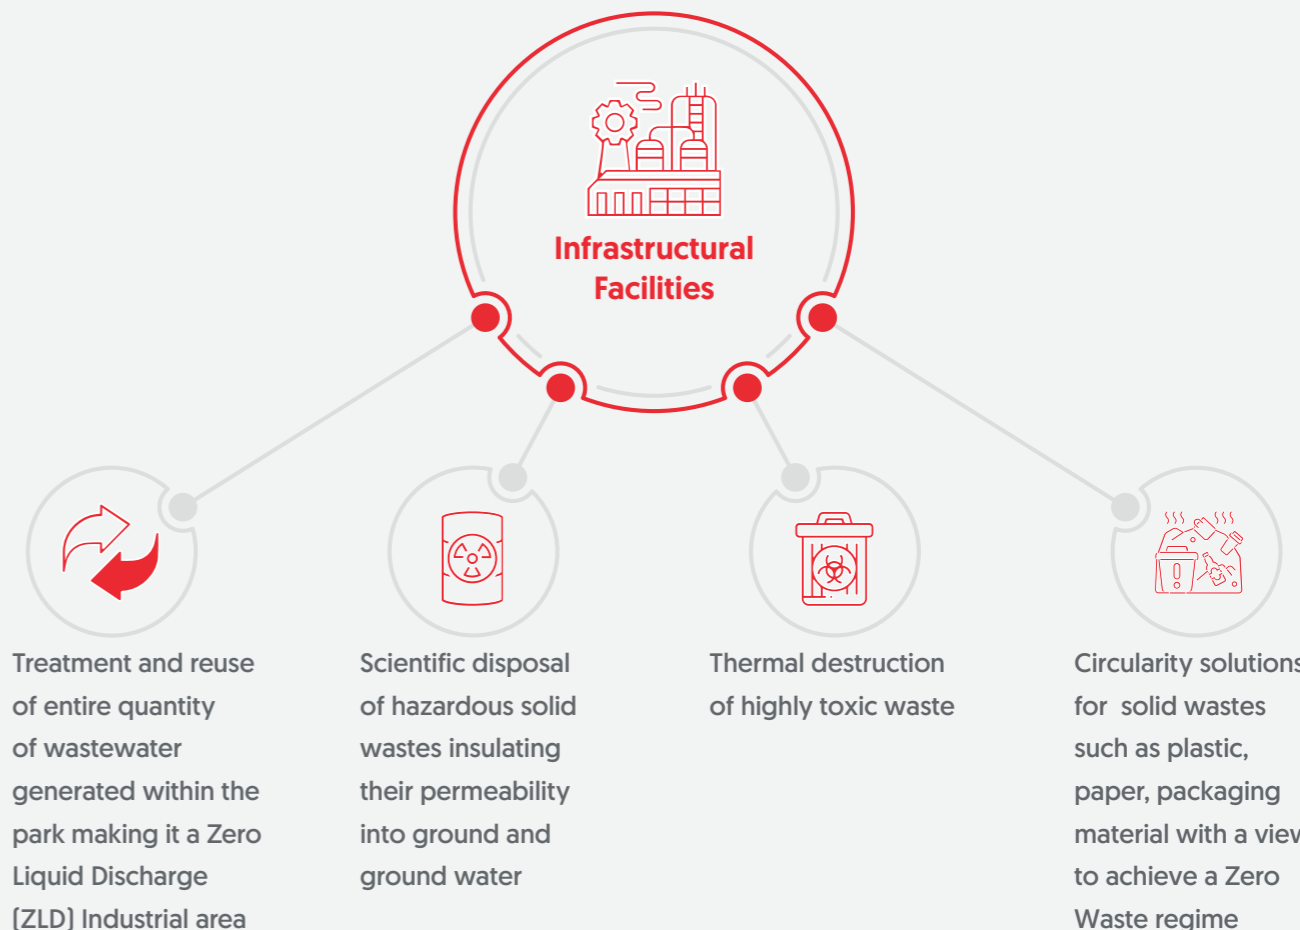 Infrastructural
Facilities
Treatment and reuse
of entire quantity
of wastewater
generated within the
park making it a Zero
Liquid Discharge
(ZLD) Industrial area
Scientific disposal
of hazardous solid
wastes insulating
their permeability
into ground and
ground water
Thermal destruction
of highly toxic waste
Circularity solutions
for solid wastes
such as plastic,
paper, packaging
material with a view
to achieve a Zero
Waste regime